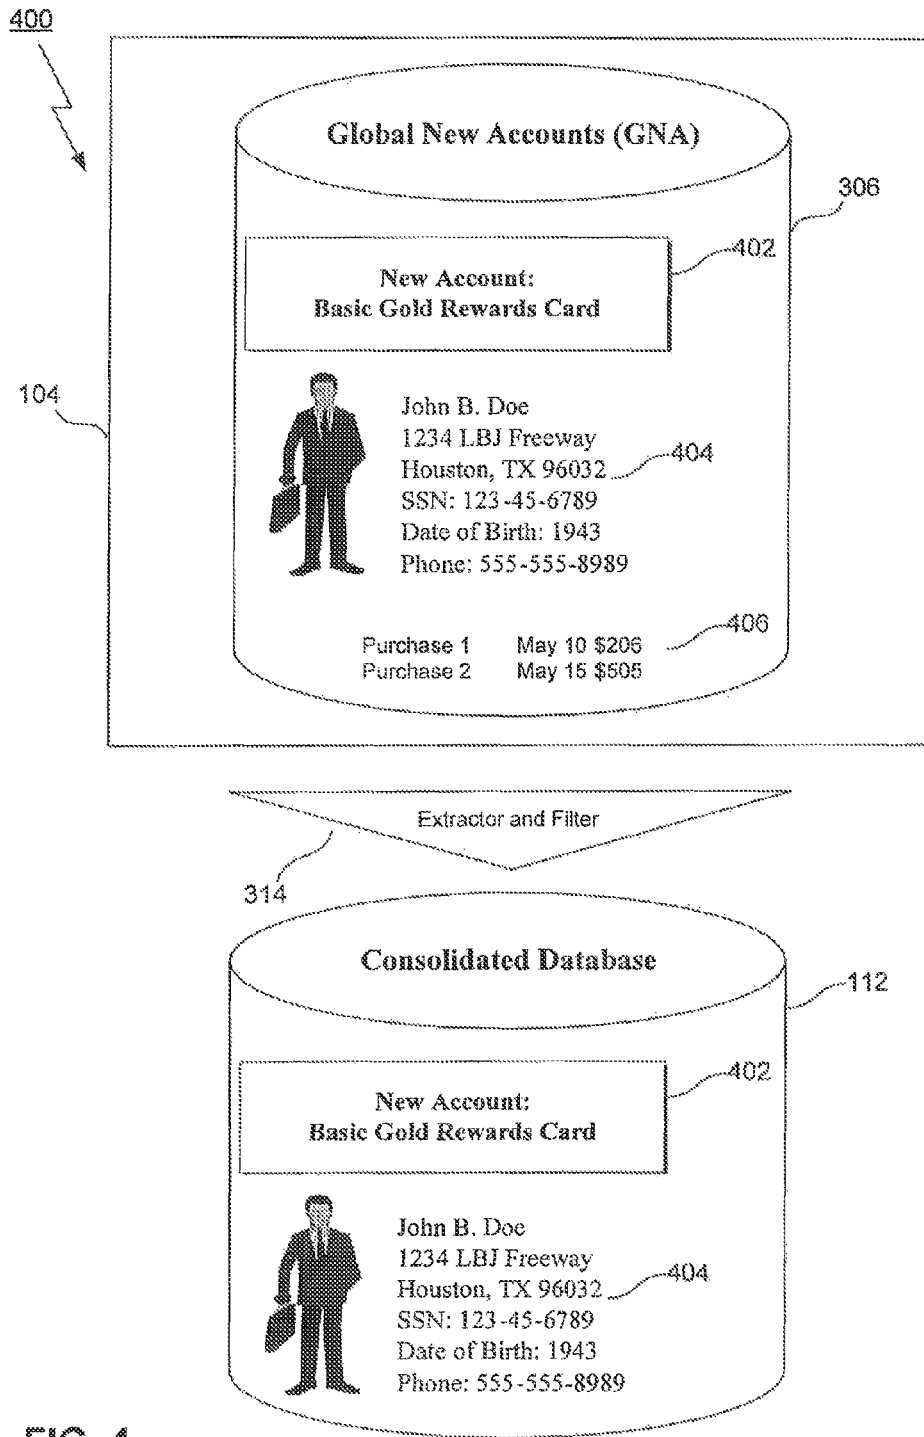 400
Global New Accounts (GNA)
306
402
New Account:
Basic Gold Rewards Card
104
John B. Doe
1234 LBJ Freeway
Houston, TX 96032
404
SSN: 123-45-6789
Date of Birth: 1943
Phone: 555-555-8989
406
Purchase 1 May 10 $206
Purchase 2 May 15 $505
Extractor and Filter
314
Consolidated Database
112
402
New Account:
Basic Gold Rewards Card
John B. Doe
1234 LBJ Freeway
Houston, TX 96032
404
SSN: 123-45-6789
Date of Birth: 1943
Phone: 555-555-8989